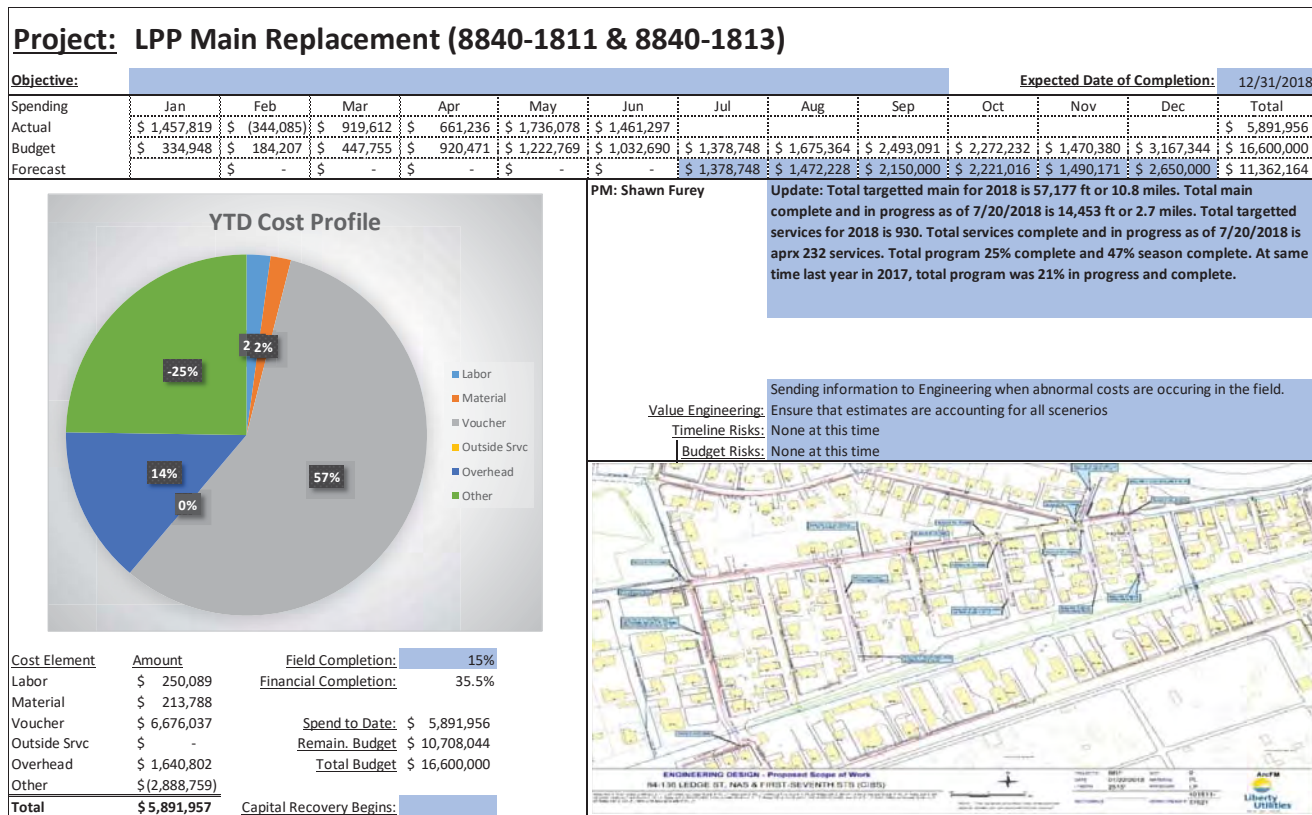 Project: LPP Main Replacement (8840-1811 & 8840-1813)
Objective: Expected Date of Completion: 12/31/2018
Spending Jan Feb Mar Apr May Jun Jul Aug Sep Oct Nov Dec Total
Actual $ 1,457,819 $ (344,085) $ 919,612 $ 661,236 $ 1,736,078 $ 1,461,297 $ 5,891,956
Budget $ 334,948 $ 184,207 $ 447,755 $ 920,471 $ 1,222,769 $ 1,032,690 $ 1,378,748 $ 1,675,364 $ 2,493,091 $ 2,272,232 $ 1,470,380 $ 3,167,344 $ 16,600,000
Forecast $ - $ - $ - $ - $ - $ 1,378,748 $ 1,472,228 $ 2,150,000 $ 2,221,016 $ 1,490,171 $ 2,650,000 $ 11,362,164
PM: Shawn Furey
Update: Total targetted main for 2018 is 57,177 ft or 10.8 miles. Total main
complete and in progress as of 7/20/2018 is 14,453 ft or 2.7 miles. Total targetted
services for 2018 is 930. Total services complete and in progress as of 7/20/2018 is
aprx 232 services. Total program 25% complete and 47% season complete. At same
time last year in 2017, total program was 21% in progress and complete.
YTD Cost Profile
2 2%
-25%
14%
0%
57%
Labor
Material
Voucher
Outside Srvc
Overhead
Other
Sending information to Engineering when abnormal costs are occuring in the field.
Value Engineering: Ensure that estimates are accounting for all scenerios
Timeline Risks: None at this time
Budget Risks: None at this time
Cost Element Amount Field Completion: 15%
Labor $ 250,089 Financial Completion: 35.5%
Material $ 213,788
Voucher $ 6,676,037 Spend to Date: $ 5,891,956
Outside Srvc $ - Remain. Budget $ 10,708,044
Overhead $ 1,640,802 Total Budget $ 16,600,000
Other $ (2,888,759)
Total $ 5,891,957 Capital Recovery Begins:
ENGINEERING DESIGN - Proposed Scope of Work
94-136 LEDGE ST, NAS & FIRST-SEVENTH STS (CIBS)
ArcFM
Liberty
Utilities